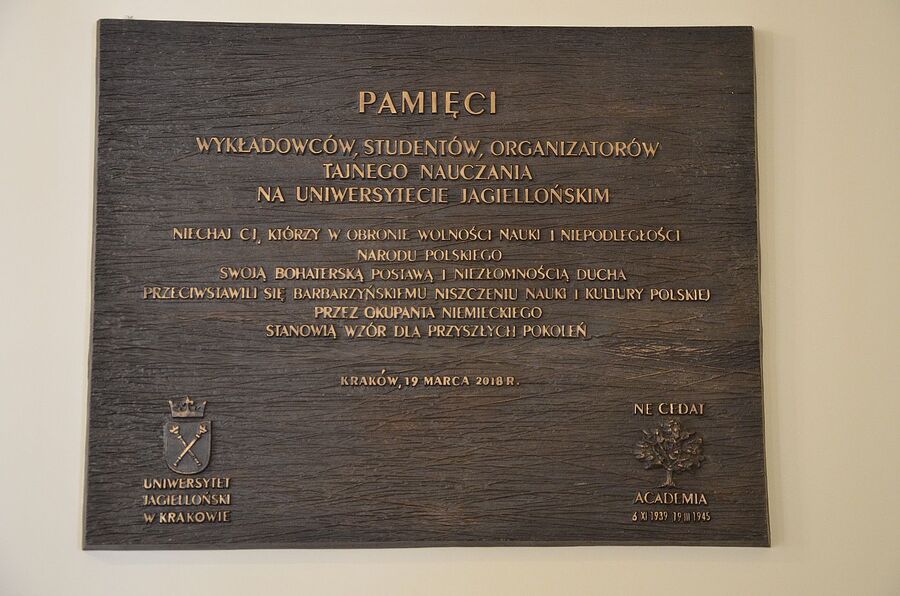 PAMIĘCI
WYKŁADOWCÓW, STUDENTÓW, ORGANIZATORÓW
TAJNEGO NAUCZANIA
NA UNIWERSYTECIE JAGIELLOŃSKIM
NIECHAJ CI, KTÓRZY W OBRONIE WOLNOŚCI NAUKI I NIEPODLEGŁOŚCI
NARODU POLSKIEGO
SWOJĄ BOHATERSKĄ POSTAWĄ I NIEZŁOMNOŚCIĄ DUCHA
PRZECIWSTAWILI SIĘ BARBARZYŃSKIEMU NISZCZENIU NAUKI I KULTURY POLSKIEJ
PRZEZ OKUPANTA NIEMIECKIEGO
STANOWIĄ WZÓR DLA PRZYSZŁYCH POKOLEŃ.
KRAKÓW, 19 MARCA 2018 R.
UNIWERSYTET
JAGIELLOŃSKI
W KRAKOWIE
NE CEDAT
ACADEMIA
6 XI 1939 19 III 1945